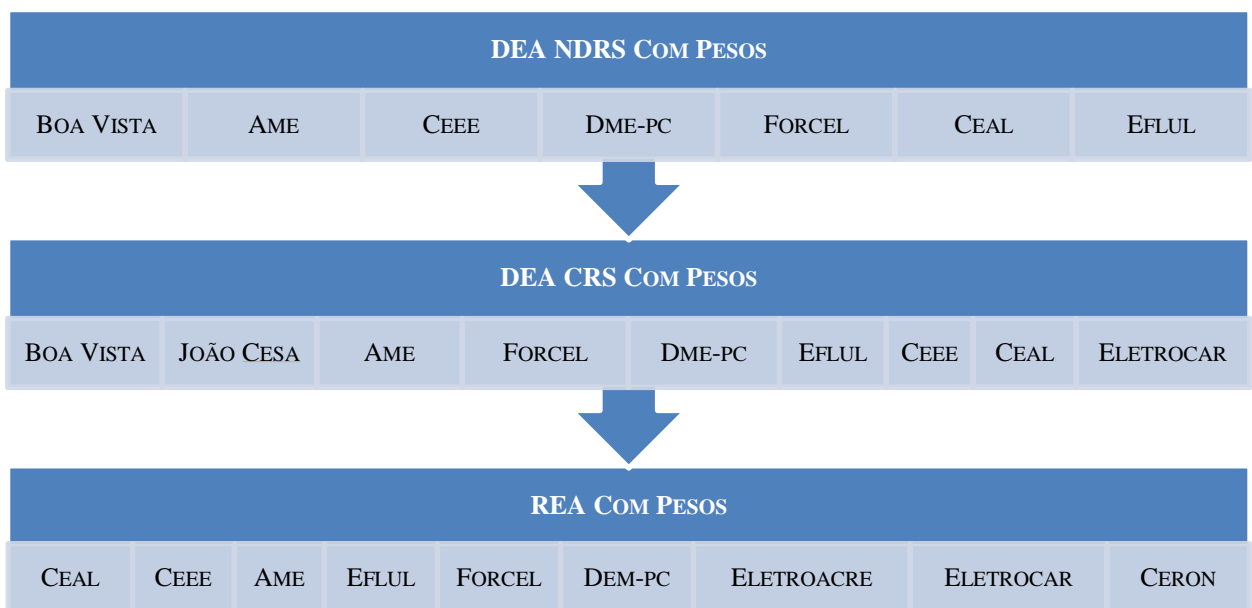 DEA NDRS COM PESOS
BOA VISTA AME CEEE DME-PC FORCEL CEAL EFLUL
DEA CRS COM PESOS
BOA VISTA JOÃO CESA AME FORCEL DME-PC EFLUL CEEE CEAL ELETROCAR
REA COM PESOS
CEAL CEEE AME EFLUL FORCEL DEM-PC ELETROACRE ELETROCAR CERON